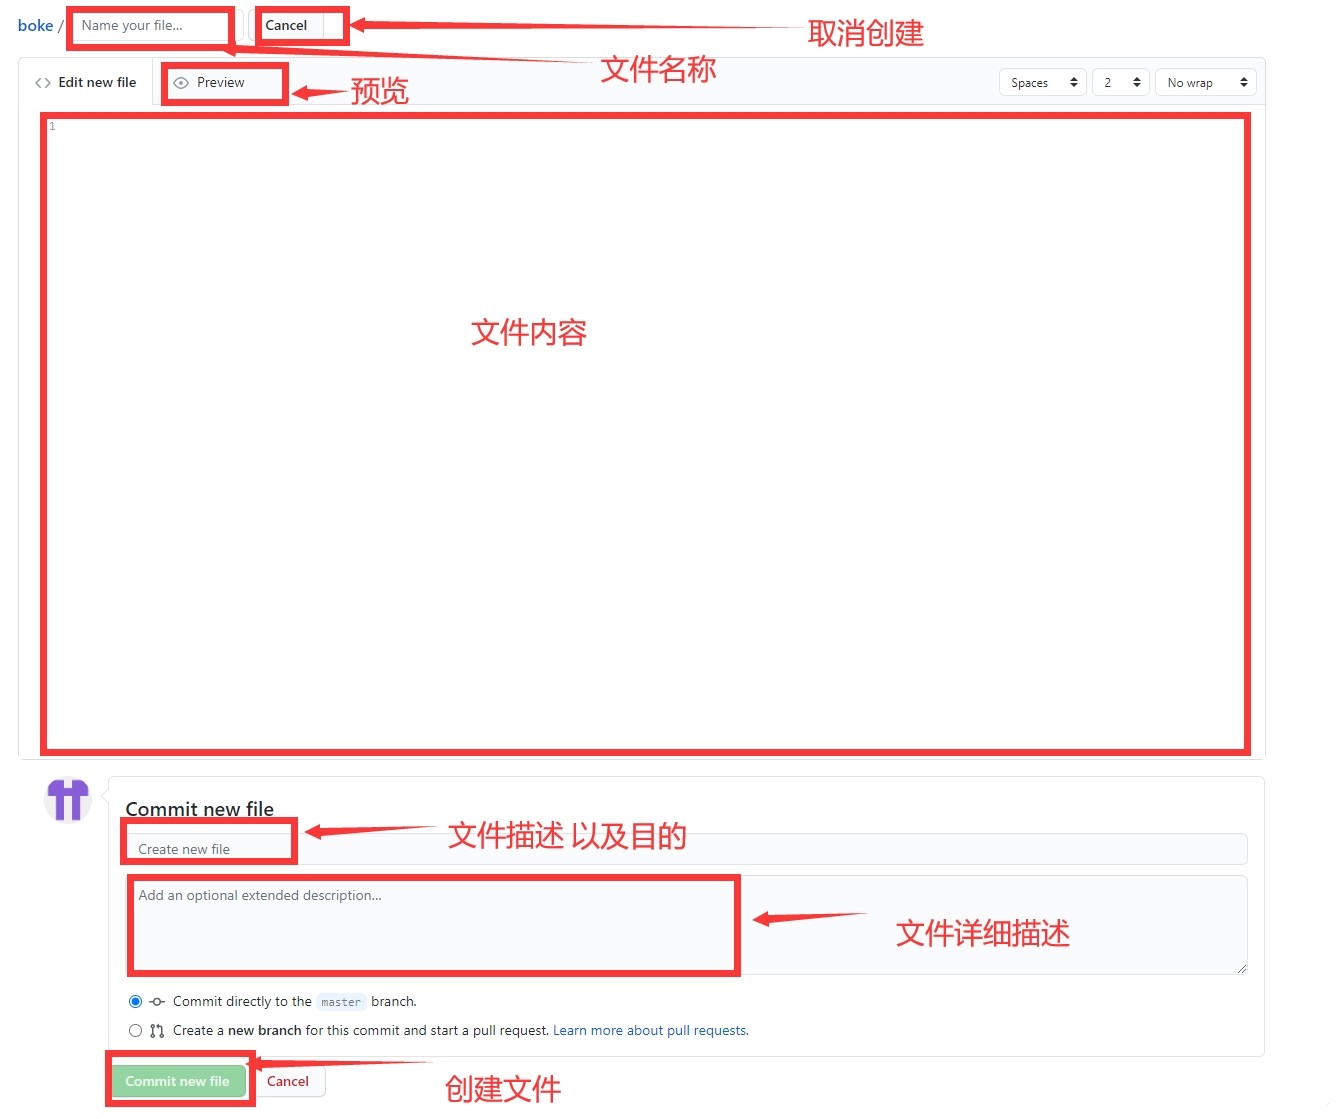 boke / Name your file... Cancel 取消创建
文件名称
Edit new file Preview 预览 Spaces 2 No wrap
1
文件内容
Commit new file
Create new file 文件描述 以及目的
Add an optional extended description...
文件详细描述
Commit directly to the master branch.
Create a new branch for this commit and start a pull request. Learn more about pull requests.
Commit new file Cancel 创建文件